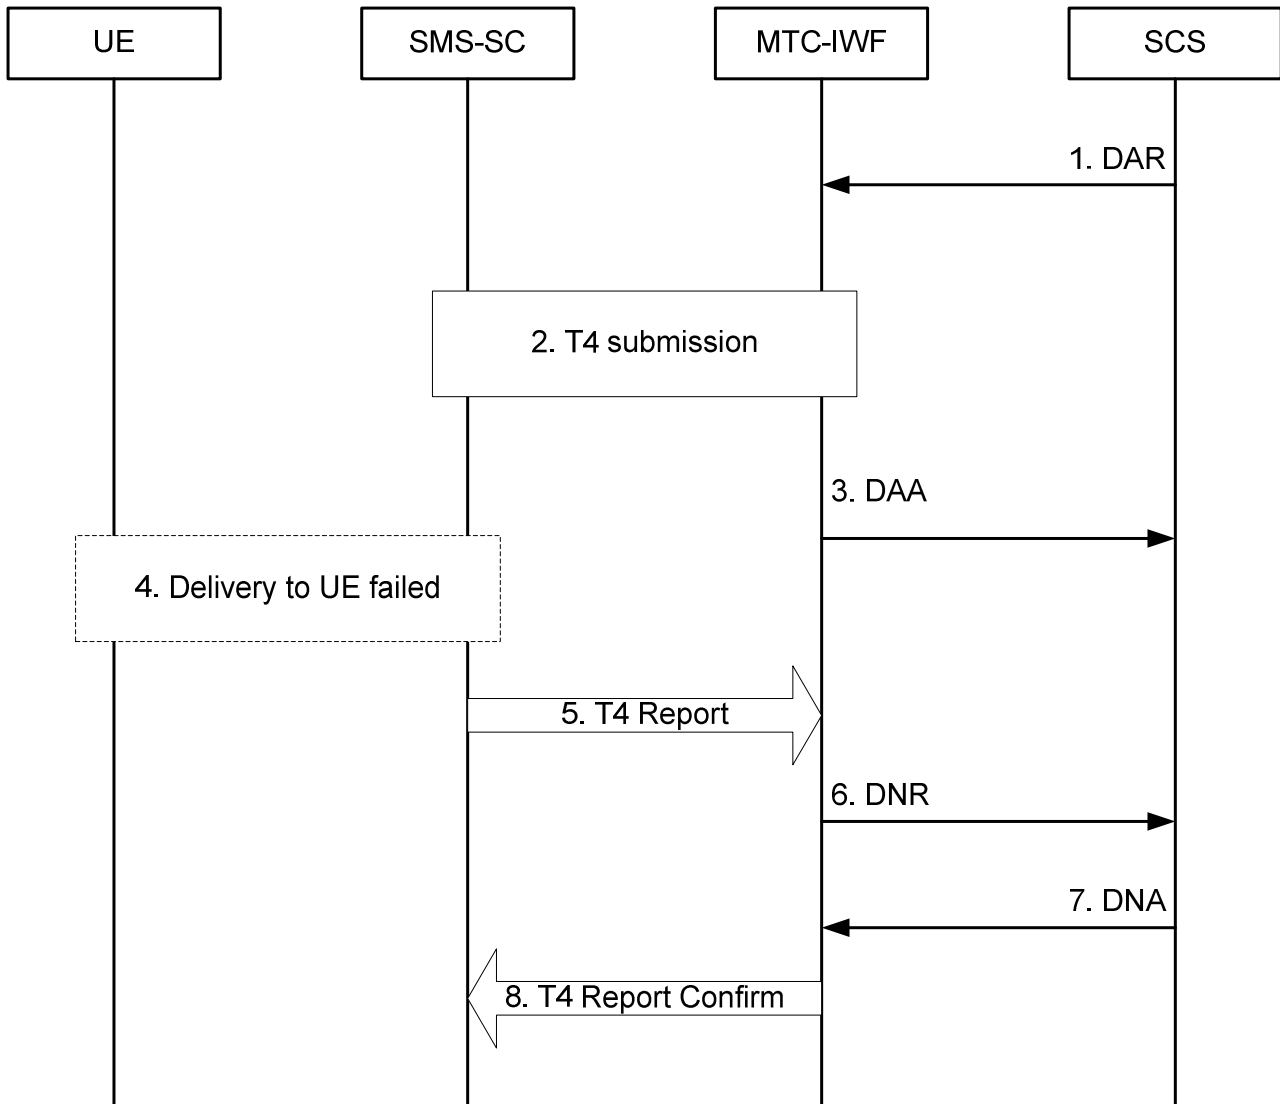 UE
SMS-SC
MTC-IWF
SCS
1. DAR
2. T4 submission
3. DAA
4. Delivery to UE failed
5. T4 Report
6. DNR
7. DNA
8. T4 Report Confirm